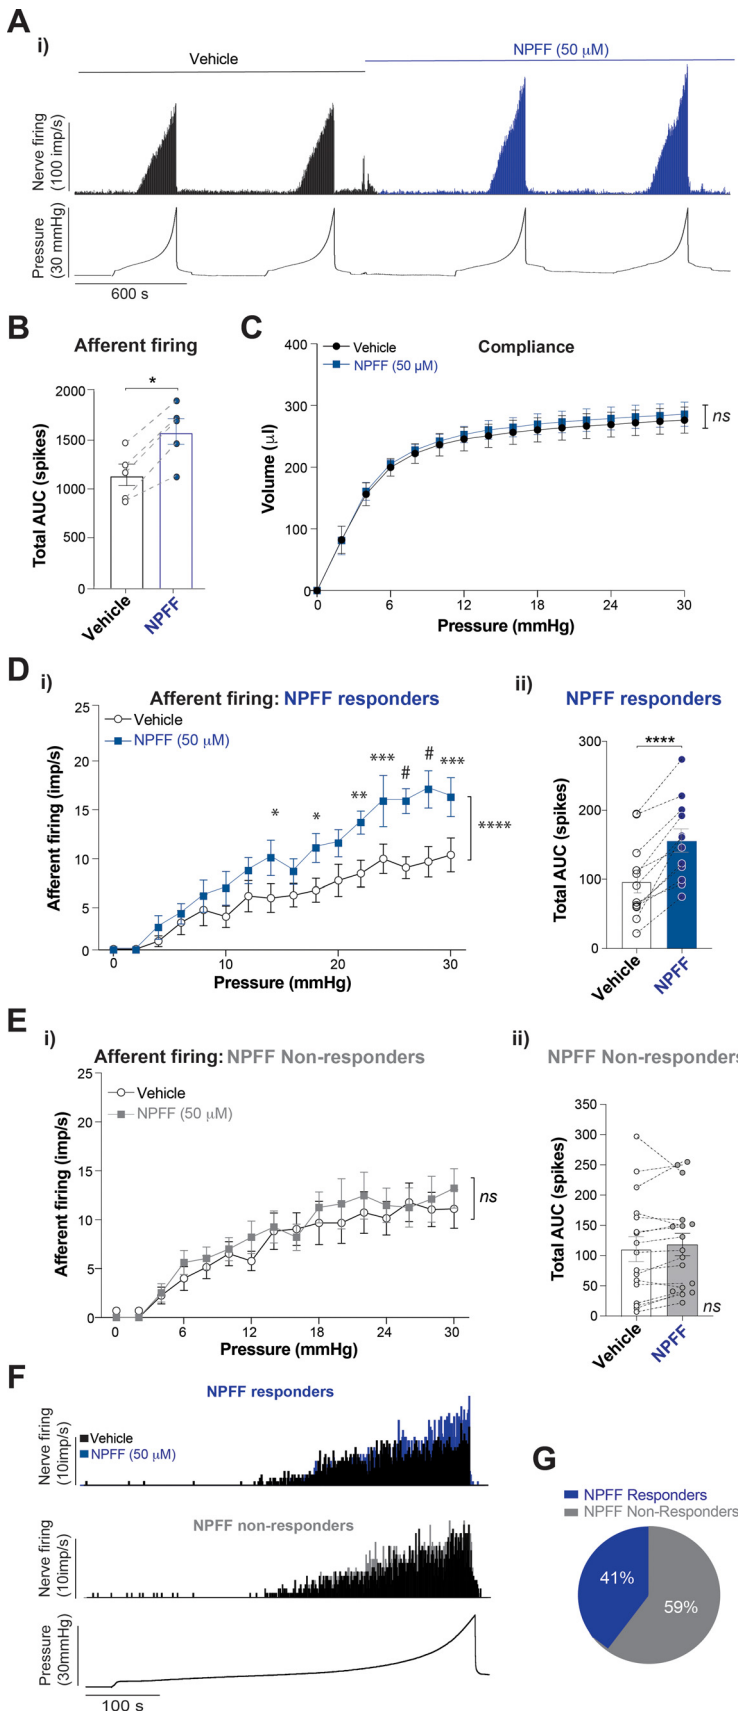 A
i)
Vehicle
NPFF (50 μM)
Nerve firing
(100 imp/s)
Pressure
(30 mmHg)
600 s
B
Afferent firing
*
2000
1500
1000
500
0
Total AUC (spikes)
Vehicle
NPFF
C
Compliance
Vehicle
NPFF (50 μM)
400
300
200
100
0
Volume (μl)
ns
0 6 12 18 24 30
Pressure (mmHg)
D
i)
Afferent firing: NPFF responders
Vehicle
NPFF (50 μM)
25
20
15
10
5
0
Afferent firing (imp/s)
* * ** *** # # ***
****
0 10 20 30
Pressure (mmHg)
ii)
NPFF responders
****
300
200
100
0
Total AUC (spikes)
Vehicle
NPFF
E
i)
Afferent firing: NPFF Non-responders
Vehicle
NPFF (50 μM)
25
20
15
10
5
0
Afferent firing (imp/s)
ns
0 6 12 18 24 30
Pressure (mmHg)
ii)
NPFF Non-responders
350
300
250
200
150
100
50
0
Total AUC (spikes)
ns
Vehicle
NPFF
F
NPFF responders
Vehicle
NPFF (50 μM)
Nerve firing
(10imp/s)
NPFF non-responders
Nerve firing
(10imp/s)
Pressure
(30mmHg)
100 s
G
NPFF Responders
NPFF Non-Responders
41%
59%